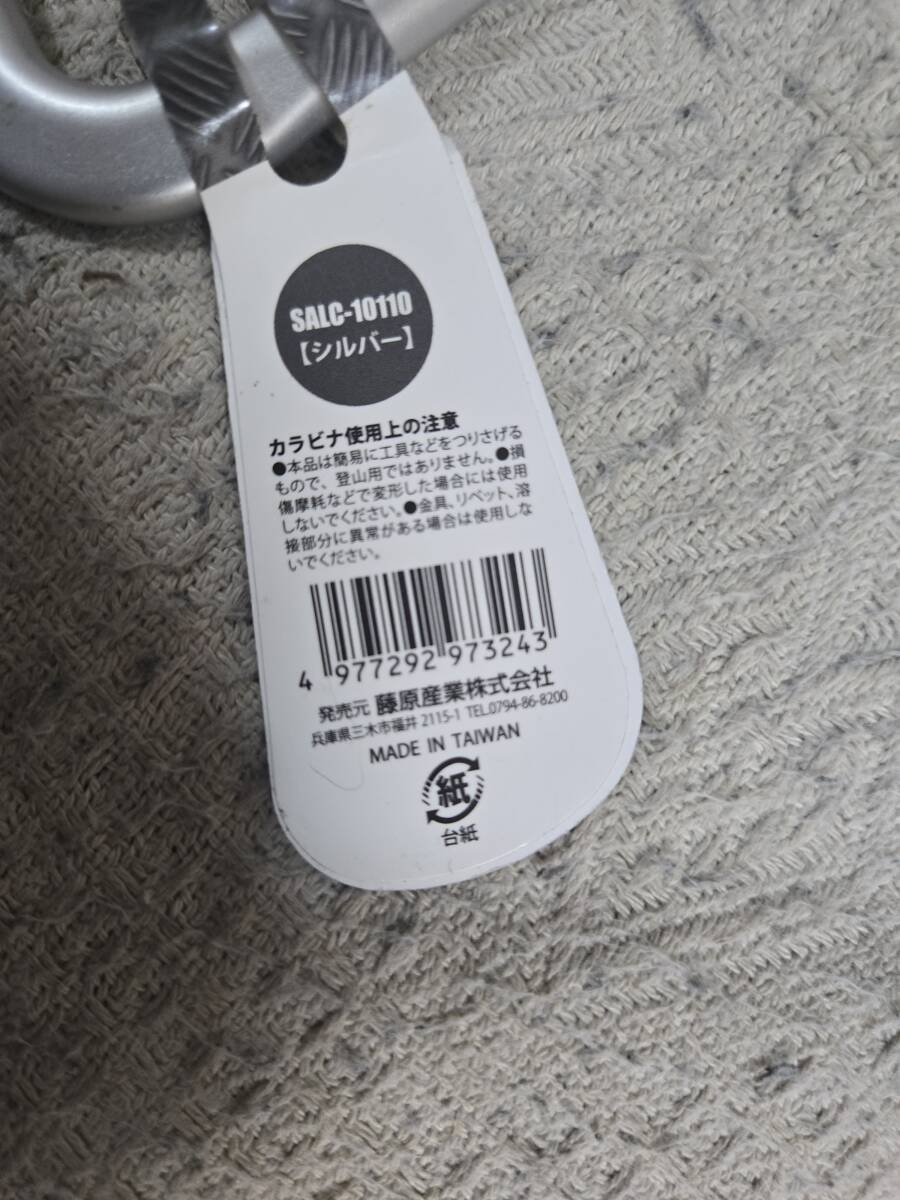 SALC-10110
【シルバー】
カラビナ使用上の注意
●本品は簡易に工具などをつりさげる
もので、登山用ではありません。●損
傷摩耗などで変形した場合には使用
しないでください。●金具、リベット、溶
接部分に異常がある場合は使用しな
いでください。
4 977292 973243
発売元 藤原産業株式会社
兵庫県三木市福井 2115-1 TEL.0794-86-8200
MADE IN TAIWAN
紙
台紙